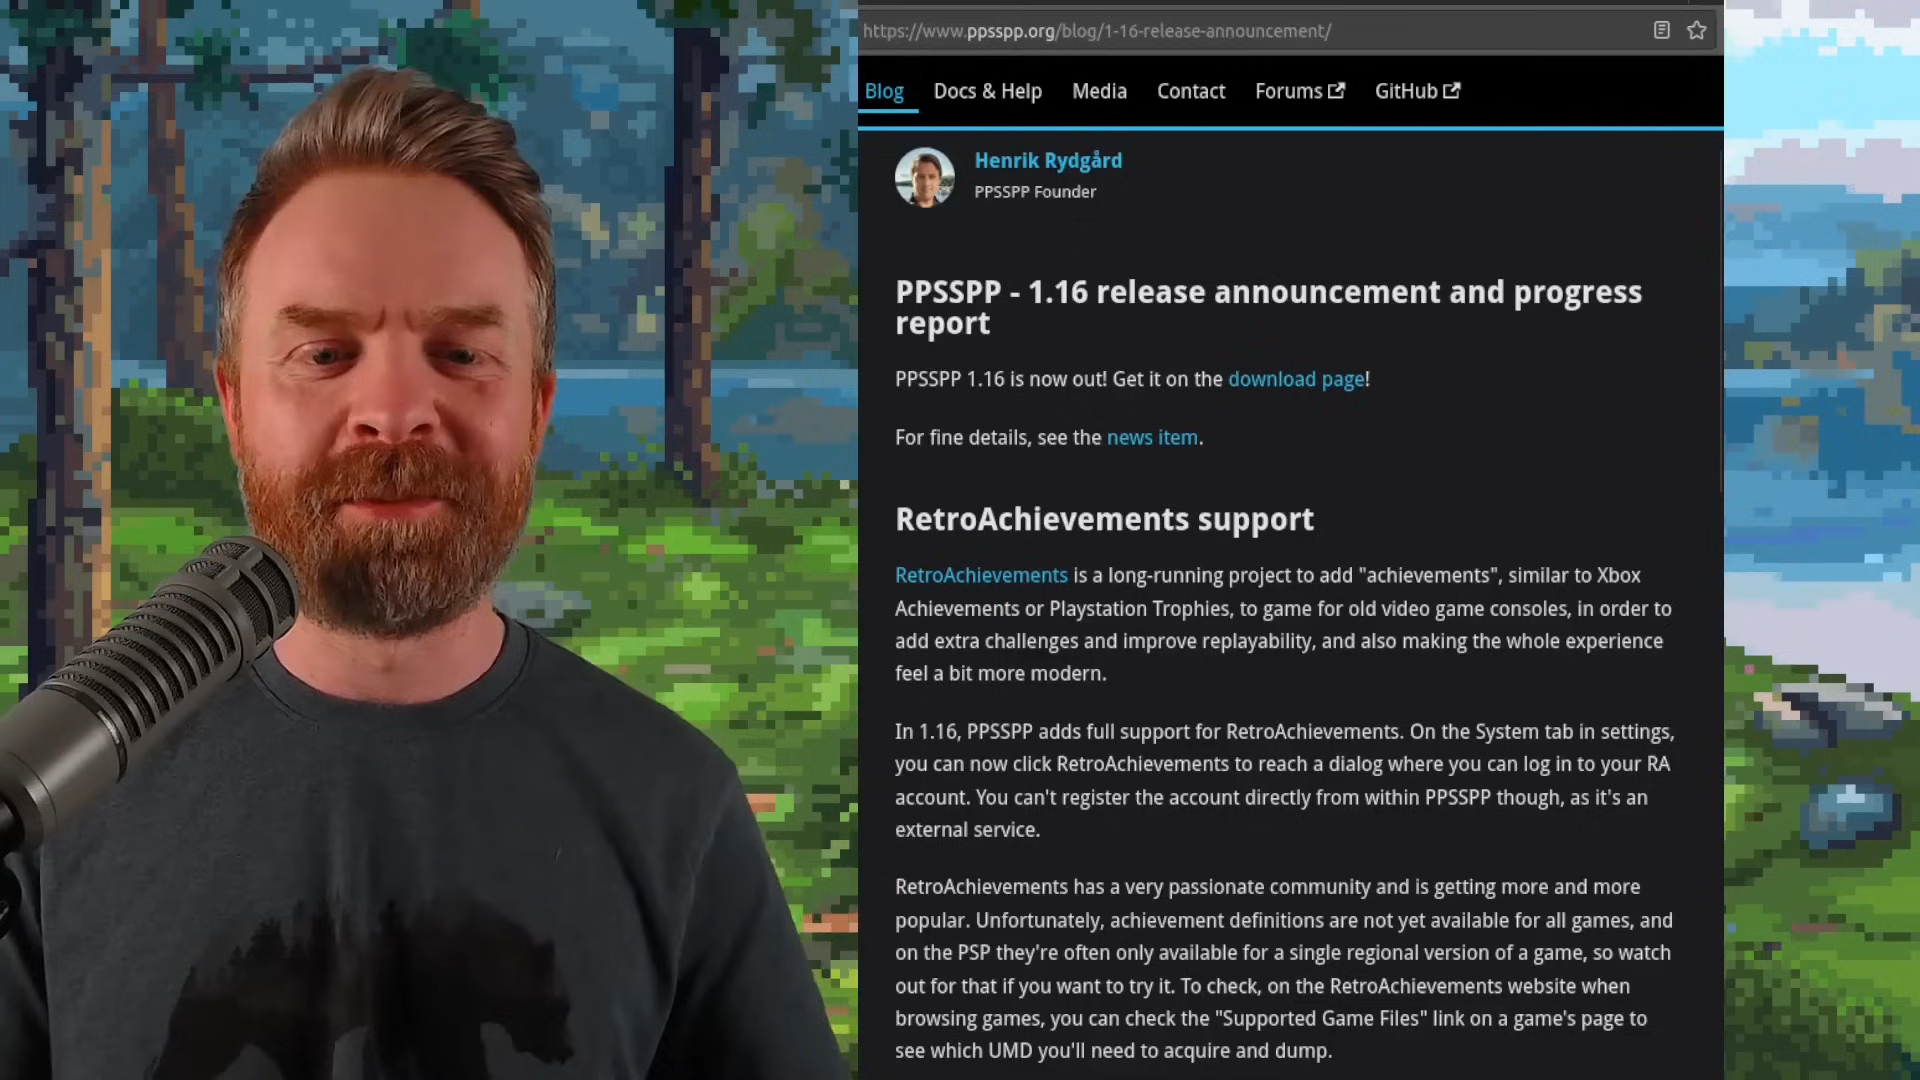 https://www.ppsspp.org/blog/1-16-release-announcement/
Blog Docs & Help Media Contact Forums GitHub
Henrik Rydgård
PPSSPP Founder
PPSSPP - 1.16 release announcement and progress
report
PPSSPP 1.16 is now out! Get it on the download page!
For fine details, see the news item.
RetroAchievements support
RetroAchievements is a long-running project to add "achievements", similar to Xbox
Achievements or Playstation Trophies, to game for old video game consoles, in order to
add extra challenges and improve replayability, and also making the whole experience
feel a bit more modern.
In 1.16, PPSSPP adds full support for RetroAchievements. On the System tab in settings,
you can now click RetroAchievements to reach a dialog where you can log in to your RA
account. You can't register the account directly from within PPSSPP though, as it's an
external service.
RetroAchievements has a very passionate community and is getting more and more
popular. Unfortunately, achievement definitions are not yet available for all games, and
on the PSP they're often only available for a single regional version of a game, so watch
out for that if you want to try it. To check, on the RetroAchievements website when
browsing games, you can check the "Supported Game Files" link on a game's page to
see which UMD you'll need to acquire and dump.